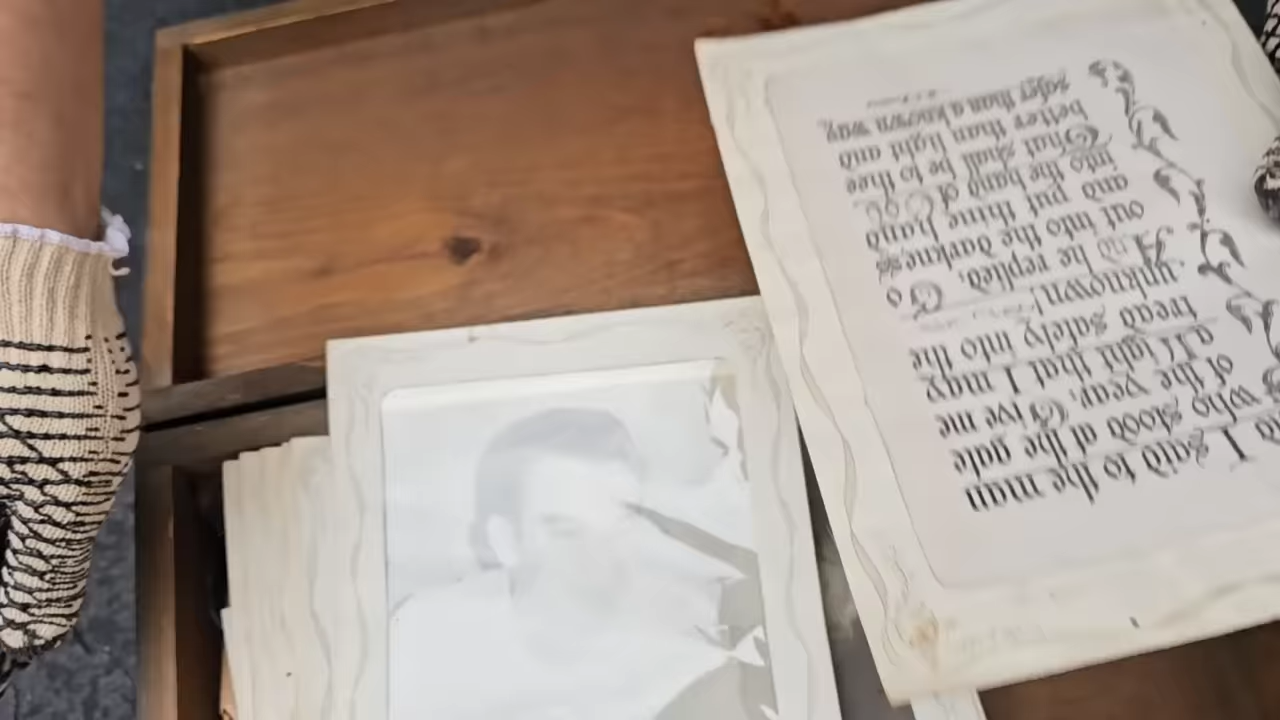 And I said to the man
who stood at the gate
of the year, "Give me
a Light that I may
tread safely into the
unknown!
And he replied, Go
out into the darkness
and put thine hand
into the hand of God
That shall be to thee
better than light and
safer than a known way.